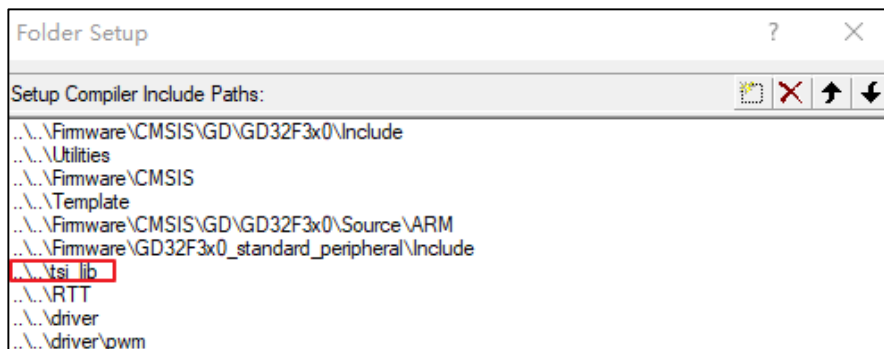 Folder Setup ? ×
Setup Compiler Include Paths:
..\..\Firmware\CMSIS\GD\GD32F3x0\Include
..\..\Utilities
..\..\Firmware\CMSIS
..\..\Template
..\..\Firmware\CMSIS\GD\GD32F3x0\Source\ARM
..\..\Firmware\GD32F3x0_standard_peripheral\Include
..\..\tsi_lib
..\..\RTT
..\..\driver
..\..\driver\pwm